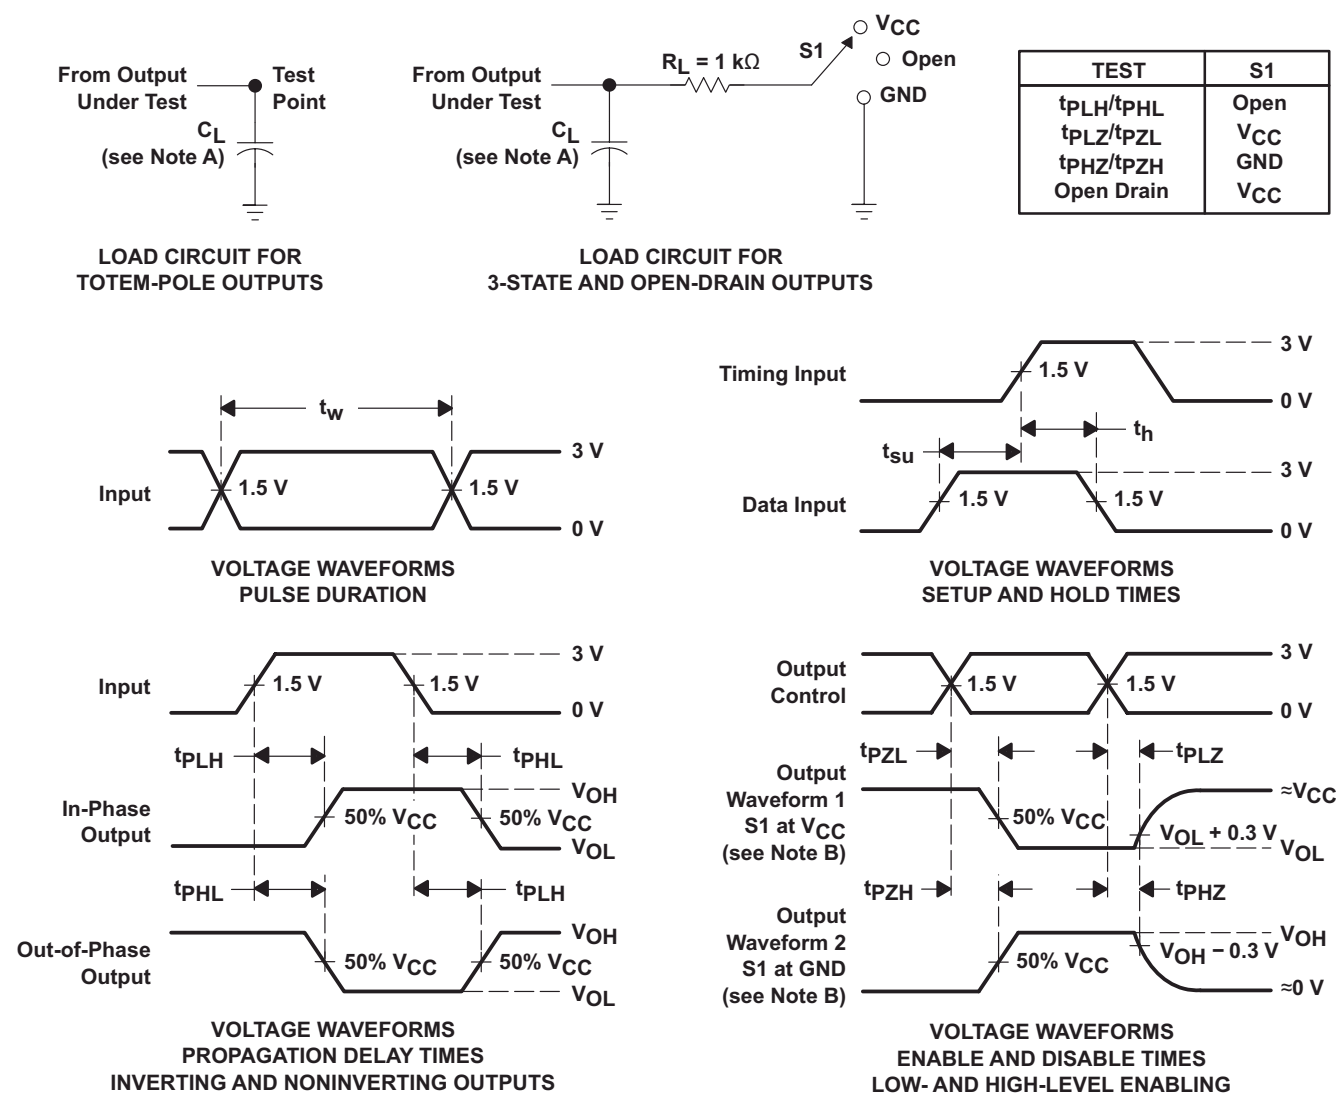 From Output
Under Test
Test
Point
CL
(see Note A)
LOAD CIRCUIT FOR
TOTEM-POLE OUTPUTS
From Output
Under Test
RL = 1 kΩ
S1
VCC
Open
GND
CL
(see Note A)
LOAD CIRCUIT FOR
3-STATE AND OPEN-DRAIN OUTPUTS
TEST S1
tPLH/tPHL Open
tPLZ/tPZL VCC
tPHZ/tPZH GND
Open Drain VCC
tw
Input
1.5 V
1.5 V
3 V
0 V
VOLTAGE WAVEFORMS
PULSE DURATION
Timing Input
1.5 V
3 V
0 V
th
tsu
Data Input
1.5 V
1.5 V
3 V
0 V
VOLTAGE WAVEFORMS
SETUP AND HOLD TIMES
Input
1.5 V
1.5 V
3 V
0 V
tPLH
tPHL
In-Phase
Output
50% VCC
50% VCC
VOH
VOL
tPHL
tPLH
Out-of-Phase
Output
50% VCC
50% VCC
VOH
VOL
VOLTAGE WAVEFORMS
PROPAGATION DELAY TIMES
INVERTING AND NONINVERTING OUTPUTS
Output
Control
1.5 V
1.5 V
3 V
0 V
tPZL
tPLZ
Output
Waveform 1
S1 at VCC
(see Note B)
50% VCC
≈VCC
VOL + 0.3 V
VOL
tPZH
tPHZ
Output
Waveform 2
S1 at GND
(see Note B)
50% VCC
VOH
VOH − 0.3 V
≈0 V
VOLTAGE WAVEFORMS
ENABLE AND DISABLE TIMES
LOW- AND HIGH-LEVEL ENABLING